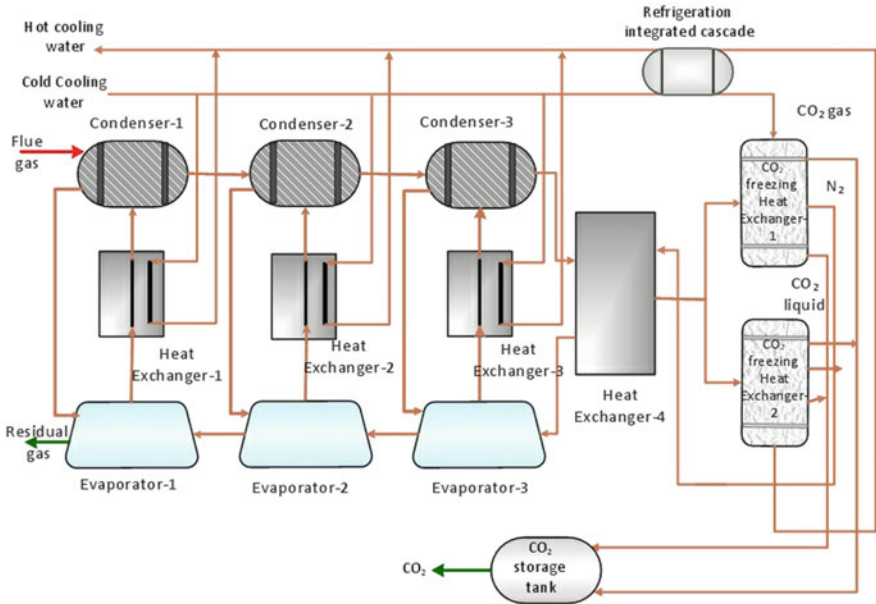 Refrigeration
integrated cascade
Hot cooling
water
Cold Cooling
water
CO₂ gas
Condenser-1
Condenser-2
Condenser-3
Flue
gas
CO₂
freezing
Heat
Exchanger-
1
N₂
CO₂
liquid
Heat
Exchanger-1
Heat
Exchanger-2
Heat
Exchanger-3
Heat
Exchanger-4
CO₂
freezing
Heat
Exchanger-
2
Residual
gas
Evaporator-1
Evaporator-2
Evaporator-3
CO₂
CO₂
storage
tank